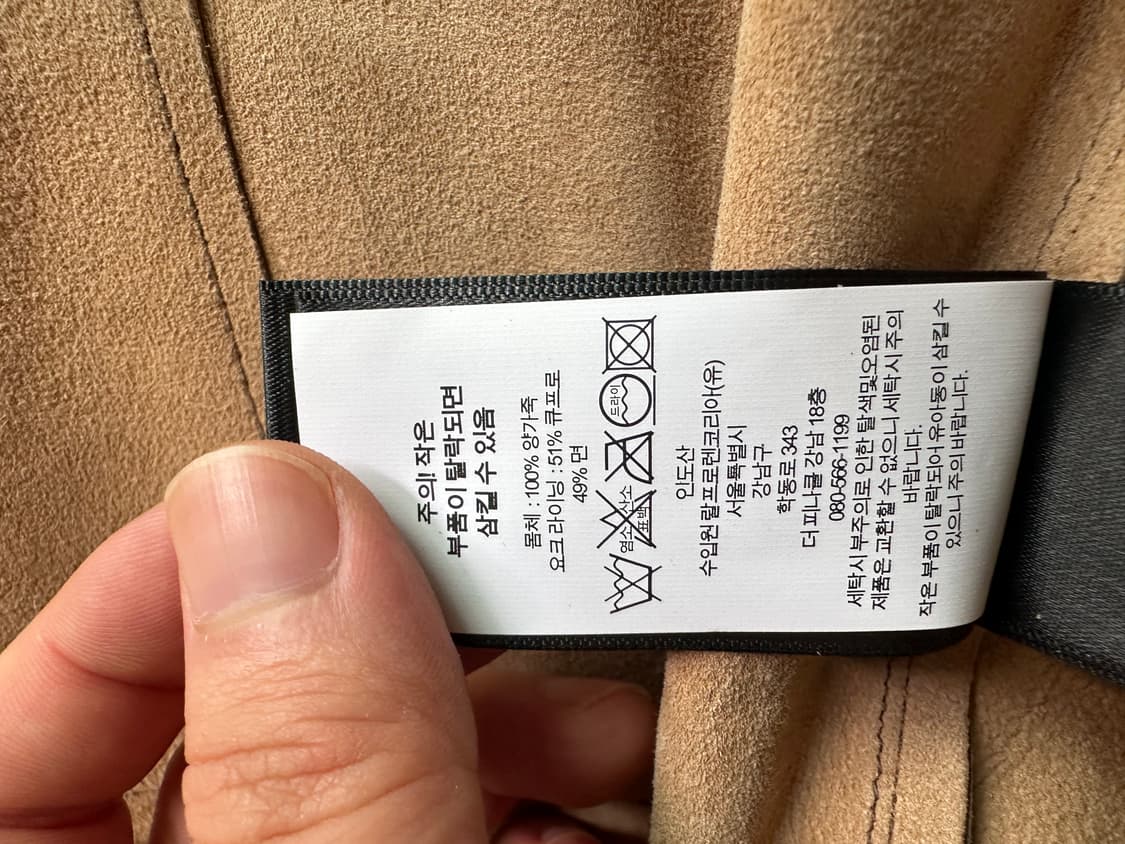 주의! 작은
부품이 탈락되면
삼킬 수 있음
몸체 : 100% 양가죽
요크 라이닝 : 51% 큐프로
49% 면
염소 산소
표백
드라이
인도산
수입원 랄프로렌코리아(유)
서울특별시
강남구
학동로 343
더 피나클 강남 18층
080-566-1199
세탁시 부주의로 인한 탈색및오염된
제품은 교환할 수 없으니 세탁시 주의
바랍니다.
작은 부품이 탈락되어 유아동이 삼킬 수
있으니 주의 바랍니다.